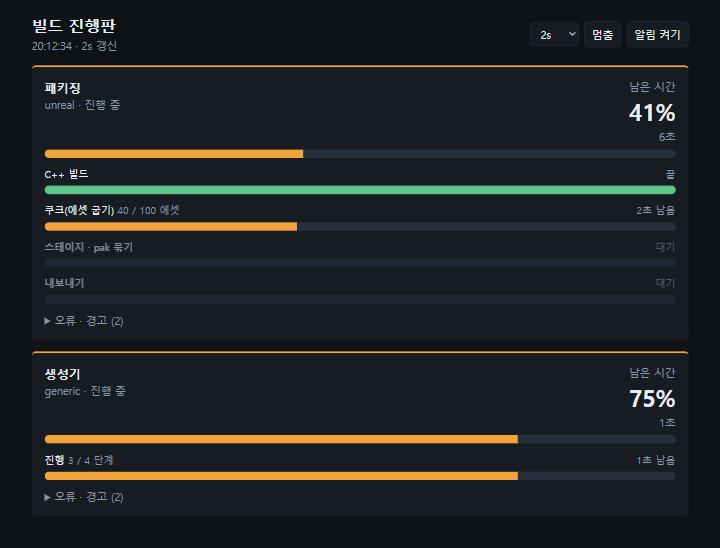 빌드 진행판
20:12:34 · 2s 갱신
2s
멈춤
알림 켜기
패키징
unreal · 진행 중
남은 시간
41%
6초
C++ 빌드
끝
쿠크(에셋 굽기) 40 / 100 에셋
2초 남음
스테이지 · pak 묶기
대기
내보내기
대기
▶ 오류 · 경고 (2)
생성기
generic · 진행 중
남은 시간
75%
1초
진행 3 / 4 단계
1초 남음
▶ 오류 · 경고 (2)